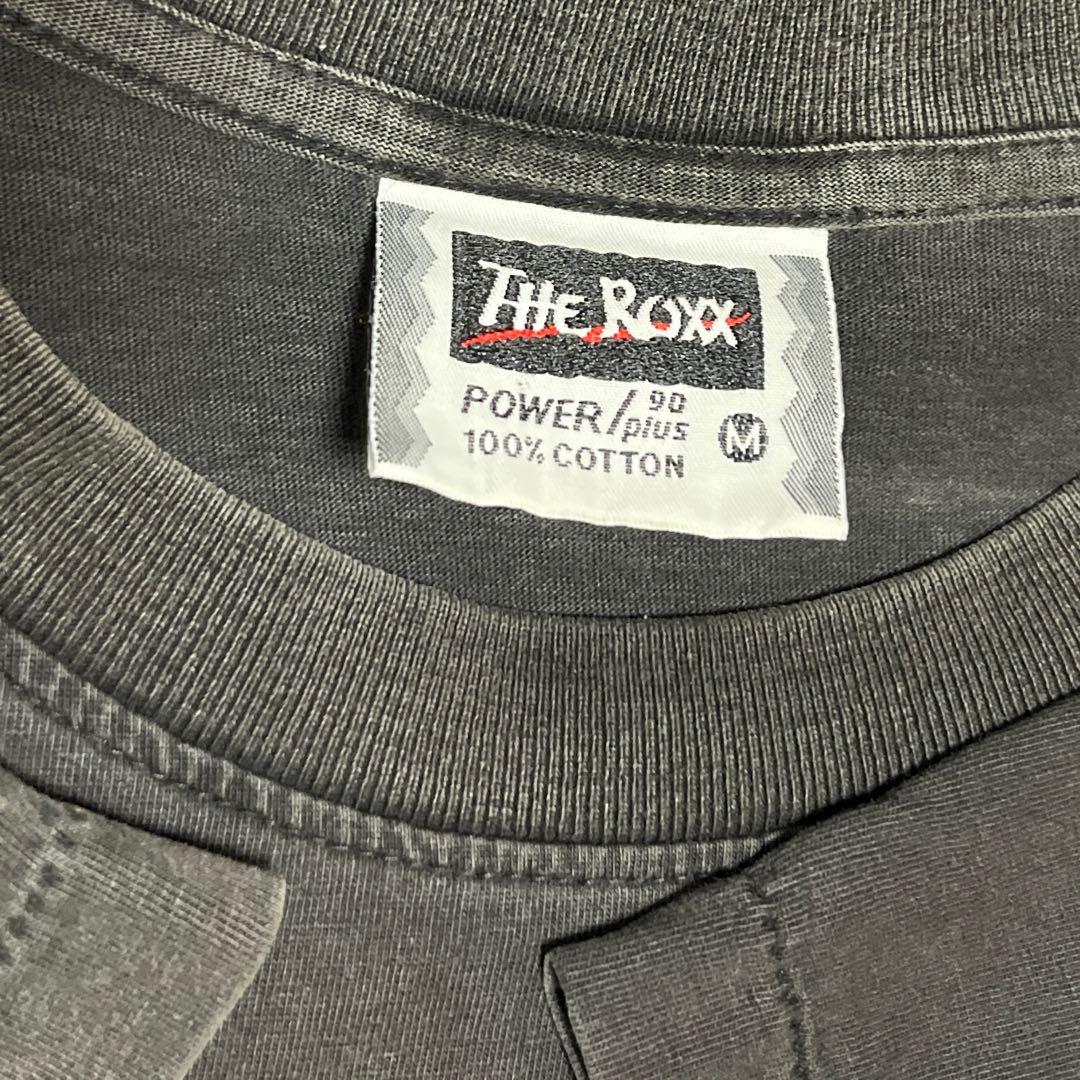 THE ROXX
POWER/90 plus
100% COTTON
M